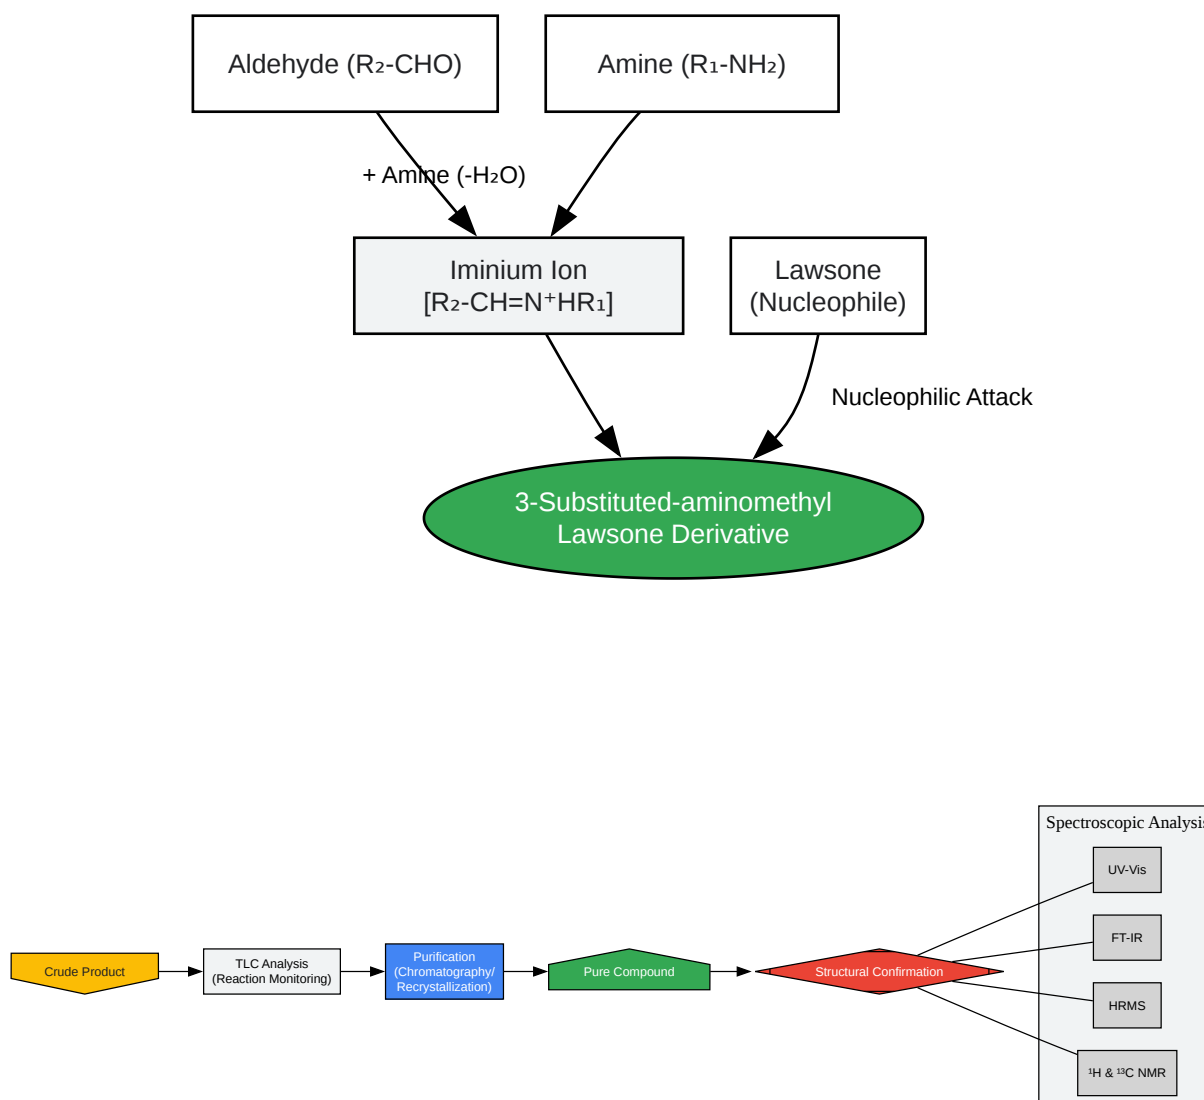 Aldehyde (R₂-CHO)
Amine (R₁-NH₂)
+ Amine (-H₂O)
Iminium Ion
[R₂-CH=N⁺HR₁]
Lawsone
(Nucleophile)
Nucleophilic Attack
3-Substituted-aminomethyl
Lawsone Derivative
Spectroscopic Analysis
UV-Vis
FT-IR
HRMS
¹H & ¹³C NMR
Crude Product
TLC Analysis
(Reaction Monitoring)
Purification
(Chromatography/
Recrystallization)
Pure Compound
Structural Confirmation